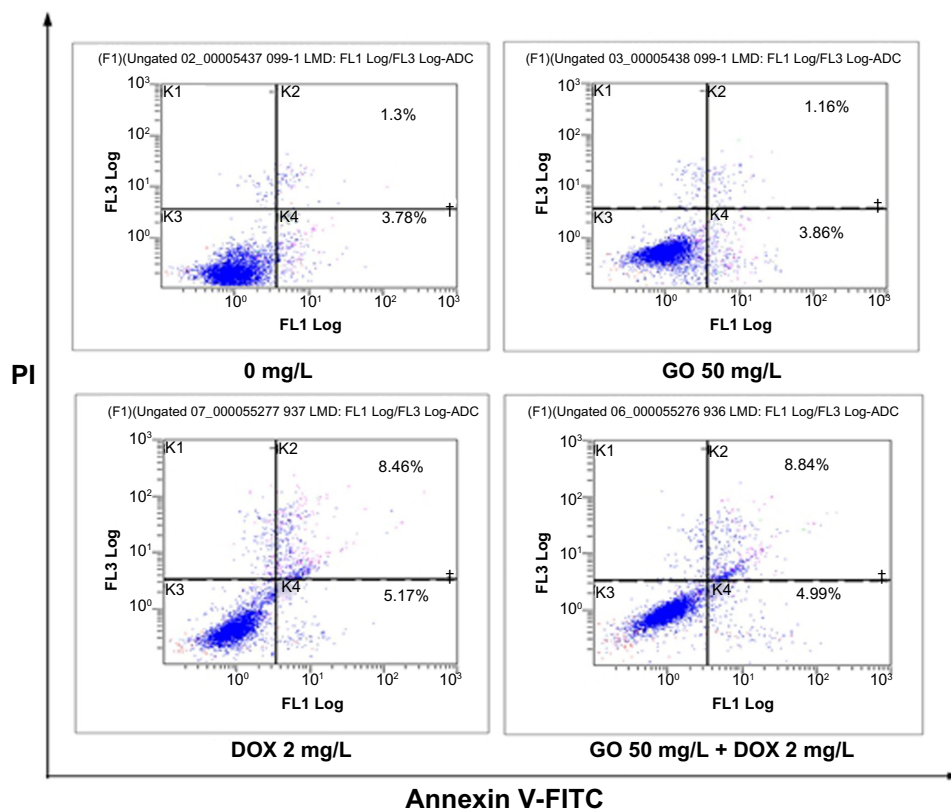 PI
(F1)(Ungated 02_00005437 099-1 LMD: FL1 Log/FL3 Log-ADC
FL3 Log
10³
10²
10¹
10⁰
K1
K2
1.3%
K3
K4
3.78%
10⁰
10¹
10²
10³
FL1 Log
0 mg/L
(F1)(Ungated 03_00005438 099-1 LMD: FL1 Log/FL3 Log-ADC
FL3 Log
10³
10²
10¹
10⁰
K1
K2
1.16%
K3
K4
3.86%
10⁰
10¹
10²
10³
FL1 Log
GO 50 mg/L
(F1)(Ungated 07_000055277 937 LMD: FL1 Log/FL3 Log-ADC
FL3 Log
10³
10²
10¹
10⁰
K1
K2
8.46%
K3
K4
5.17%
10⁰
10¹
10²
10³
FL1 Log
DOX 2 mg/L
(F1)(Ungated 06_000055276 936 LMD: FL1 Log/FL3 Log-ADC
FL3 Log
10³
10²
10¹
10⁰
K1
K2
8.84%
K3
K4
4.99%
10⁰
10¹
10²
10³
FL1 Log
GO 50 mg/L + DOX 2 mg/L
Annexin V-FITC